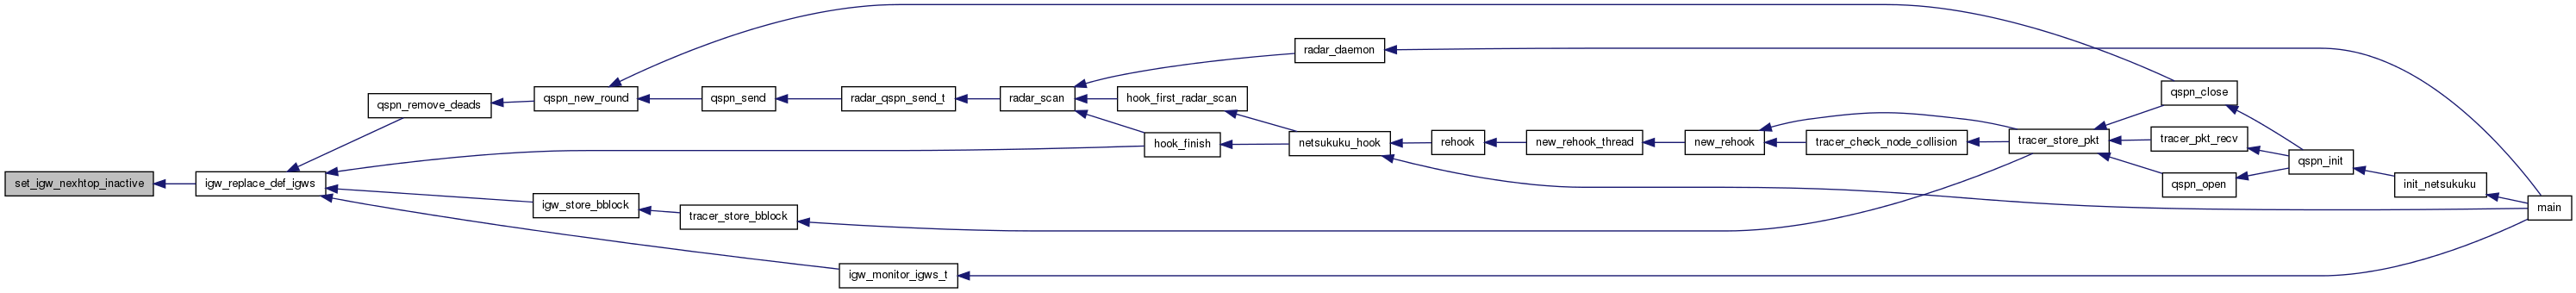 set_igw_nexhtop_inactive
igw_replace_def_igws
qspn_remove_deads
qspn_new_round
qspn_send
radar_qspn_send_t
radar_scan
radar_daemon
hook_first_radar_scan
hook_finish
netsukuku_hook
rehook
new_rehook_thread
new_rehook
tracer_check_node_collision
tracer_store_pkt
qspn_close
tracer_pkt_recv
qspn_open
qspn_init
init_netsukuku
main
igw_store_bblock
tracer_store_bblock
igw_monitor_igws_t